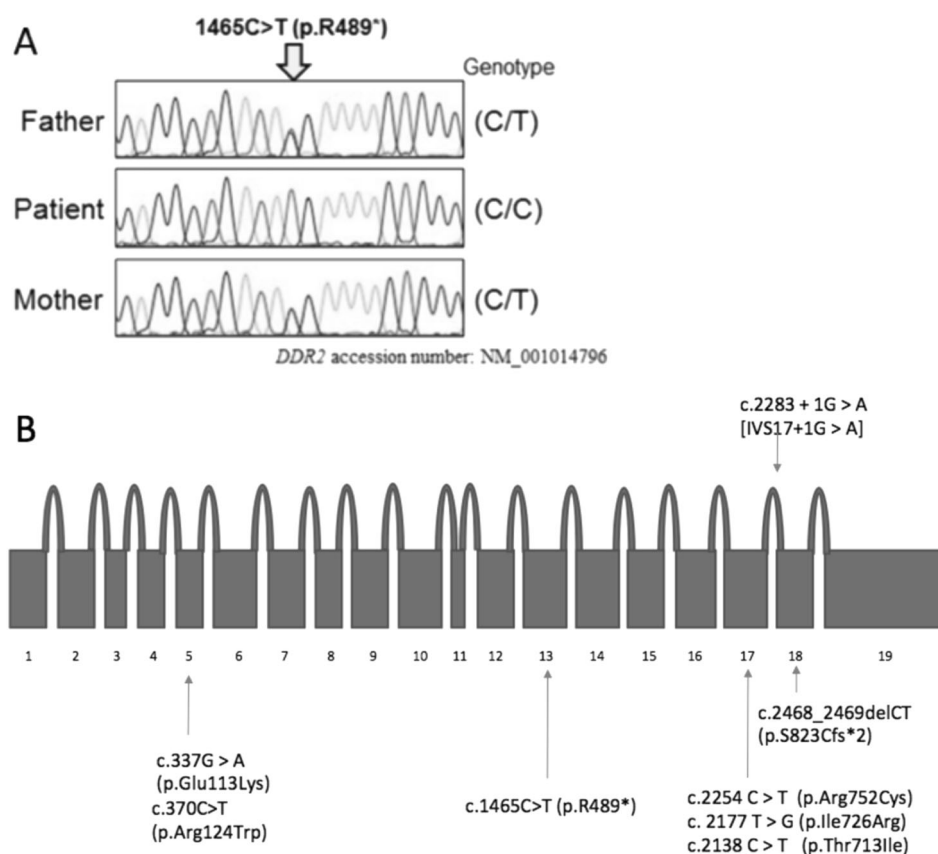 A
1465C>T (p.R489*)
Genotype
Father
(C/T)
Patient
(C/C)
Mother
(C/T)
DDR2 accession number: NM_001014796
B
c.2283 + 1G > A
[IVS17+1G > A]
1 2 3 4 5 6 7 8 9 10 11 12 13 14 15 16 17 18 19
c.337G > A
(p.Glu113Lys)
c.370C>T
(p.Arg124Trp)
c.1465C>T (p.R489*)
c.2468_2469delCT
(p.S823Cfs*2)
c.2254 C > T (p.Arg752Cys)
c. 2177 T > G (p.Ile726Arg)
c.2138 C > T (p.Thr713Ile)